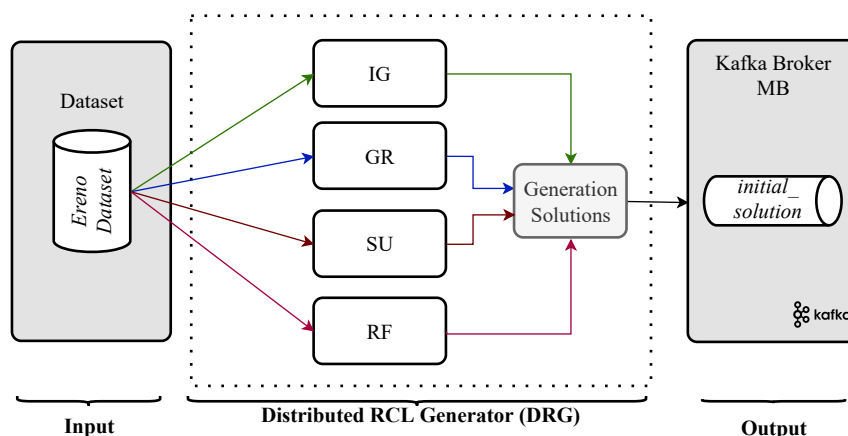 Dataset
Ereno
Dataset
IG
GR
SU
RF
Generation
Solutions
Kafka Broker
MB
initial_
solution
kafka
Input
Distributed RCL Generator (DRG)
Output